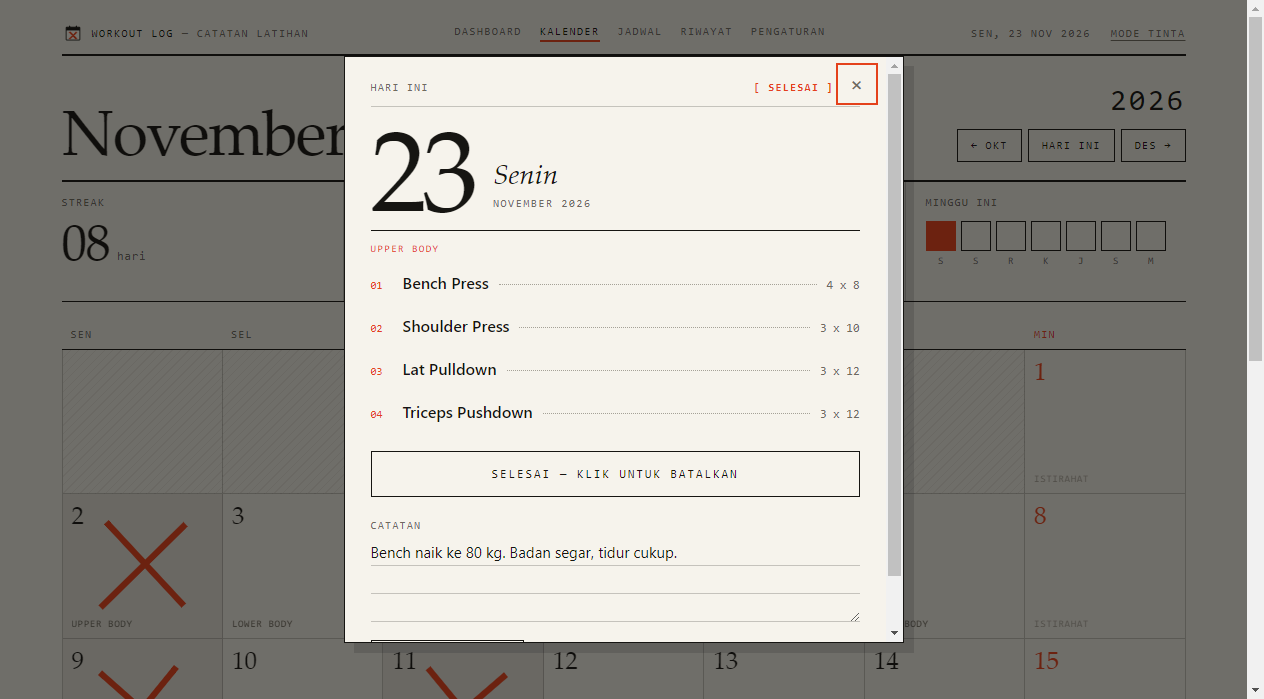 WORKOUT LOG — CATATAN LATIHAN
DASHBOARD KALENDER JADWAL RIWAYAT PENGATURAN
SEN, 23 NOV 2026 MODE TINTA
November
2026
← OKT HARI INI DES →
STREAK
08 hari
MINGGU INI
S S R K J S M
HARI INI [ SELESAI ] ×
23 Senin
NOVEMBER 2026
UPPER BODY
01 Bench Press 4 x 8
02 Shoulder Press 3 x 10
03 Lat Pulldown 3 x 12
04 Triceps Pushdown 3 x 12
SELESAI — KLIK UNTUK BATALKAN
CATATAN
Bench naik ke 80 kg. Badan segar, tidur cukup.
SEN SEL MIN
1
ISTIRAHAT
2 3 8
UPPER BODY LOWER BODY BODY ISTIRAHAT
9 10 11 12 13 14 15